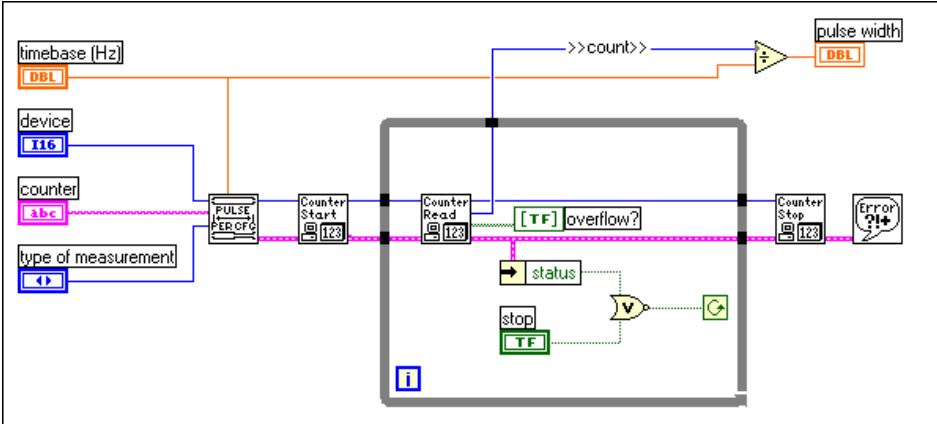 timebase (Hz)
DBL
pulse width
DBL
>>count>>
÷
device
I16
counter
abc
type of measurement
PULSE
PER CFG
Counter
Start
123
Counter
Read
123
[TF] overflow?
Counter
Stop
123
Error
?!+
status
stop
TF
V
i